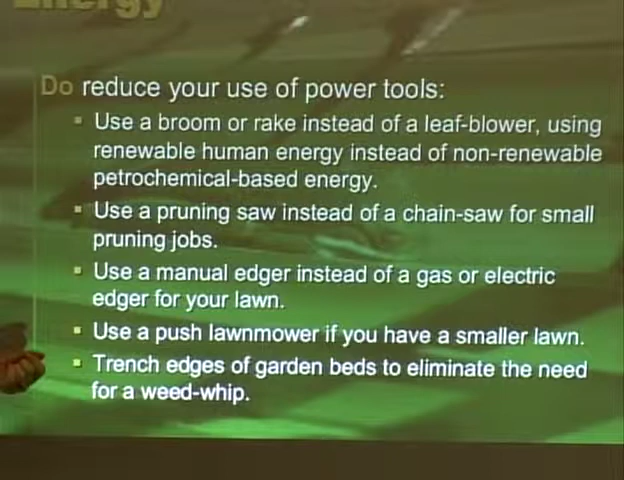 Energy
Do reduce your use of power tools:
Use a broom or rake instead of a leaf-blower, using
renewable human energy instead of non-renewable
petrochemical-based energy.
Use a pruning saw instead of a chain-saw for small
pruning jobs.
Use a manual edger instead of a gas or electric
edger for your lawn.
Use a push lawnmower if you have a smaller lawn.
Trench edges of garden beds to eliminate the need
for a weed-whip.